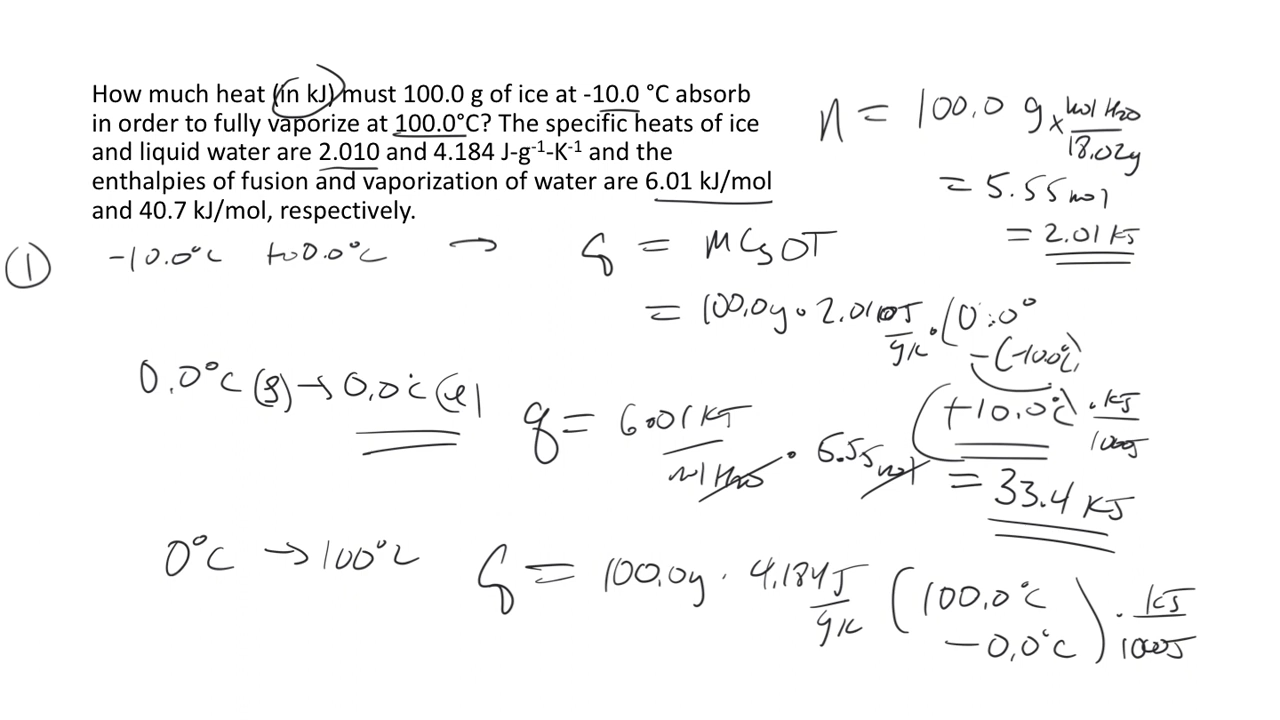 How much heat (in kJ) must 100.0 g of ice at -10.0 °C absorb
in order to fully vaporize at 100.0°C? The specific heats of ice
and liquid water are 2.010 and 4.184 J-g⁻¹-K⁻¹ and the
enthalpies of fusion and vaporization of water are 6.01 kJ/mol
and 40.7 kJ/mol, respectively.
n = 100.0 g x mol H2O / 18.02g
= 5.55 mol
① -10.0°C to 0.0°C → q = mCsΔT
= 2.01 kJ
= 100.0g · 2.010 J/gK · (0.0°
-(-10.0°C)
(+10.0°C) · kJ/1000J
0.0°C (s) → 0.0°C (l)
q = 6.01 kJ / mol H2O · 5.55 mol
= 33.4 kJ
0°C → 100°C q = 100.0g · 4.184 J/gK (100.0°C - 0.0°C) · kJ/1000J